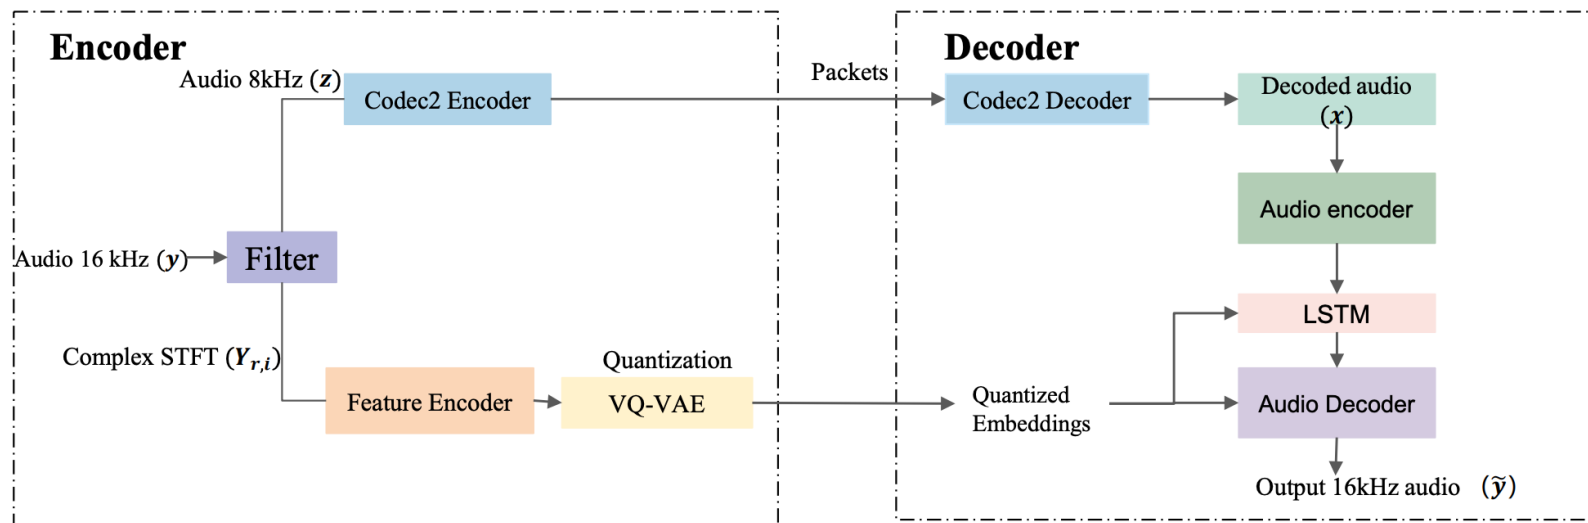 Encoder
Decoder
Audio 8kHz (z)
Codec2 Encoder
Packets
Codec2 Decoder
Decoded audio
(x)
Audio encoder
Audio 16 kHz (y)
Filter
LSTM
Complex STFT (Y_{r,i})
Quantization
Feature Encoder
VQ-VAE
Quantized
Embeddings
Audio Decoder
Output 16kHz audio (ỹ)